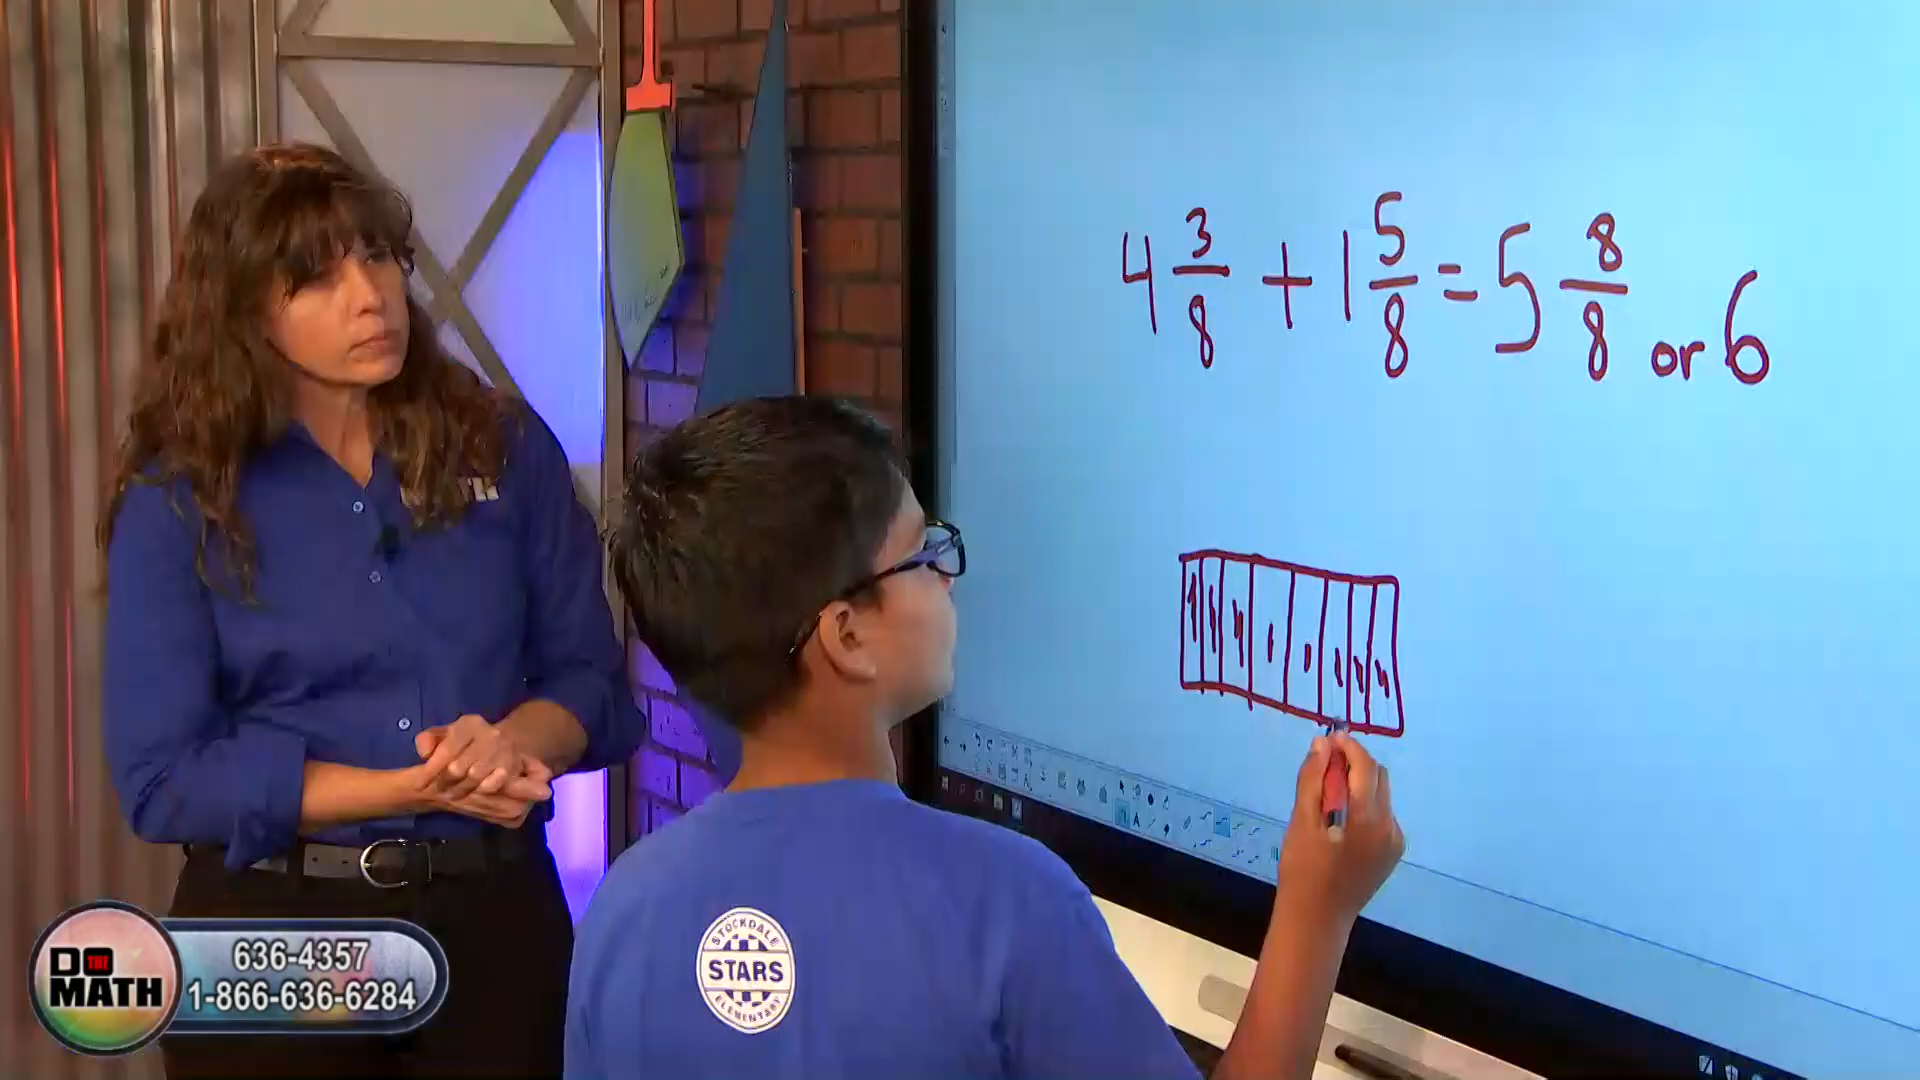 4 3/8 + 1 5/8 = 5 8/8 or 6
STOCKDALE
STARS
ELEMENTARY
DO THE MATH
636-4357
1-866-636-6284